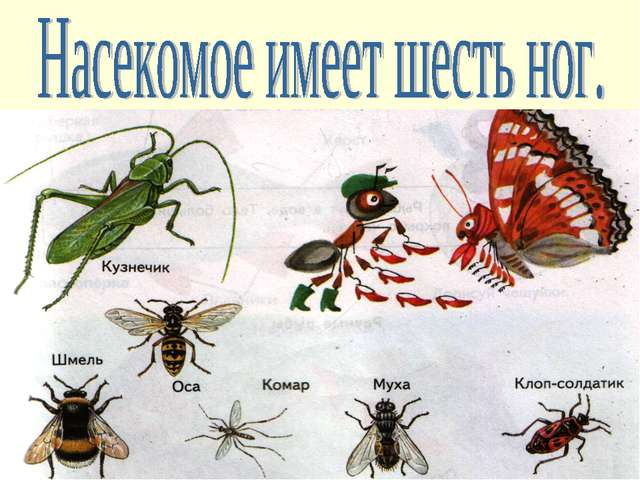 Насекомое имеет шесть ног.
Кузнечик
Оса
Шмель
Комар
Муха
Клоп-солдатик